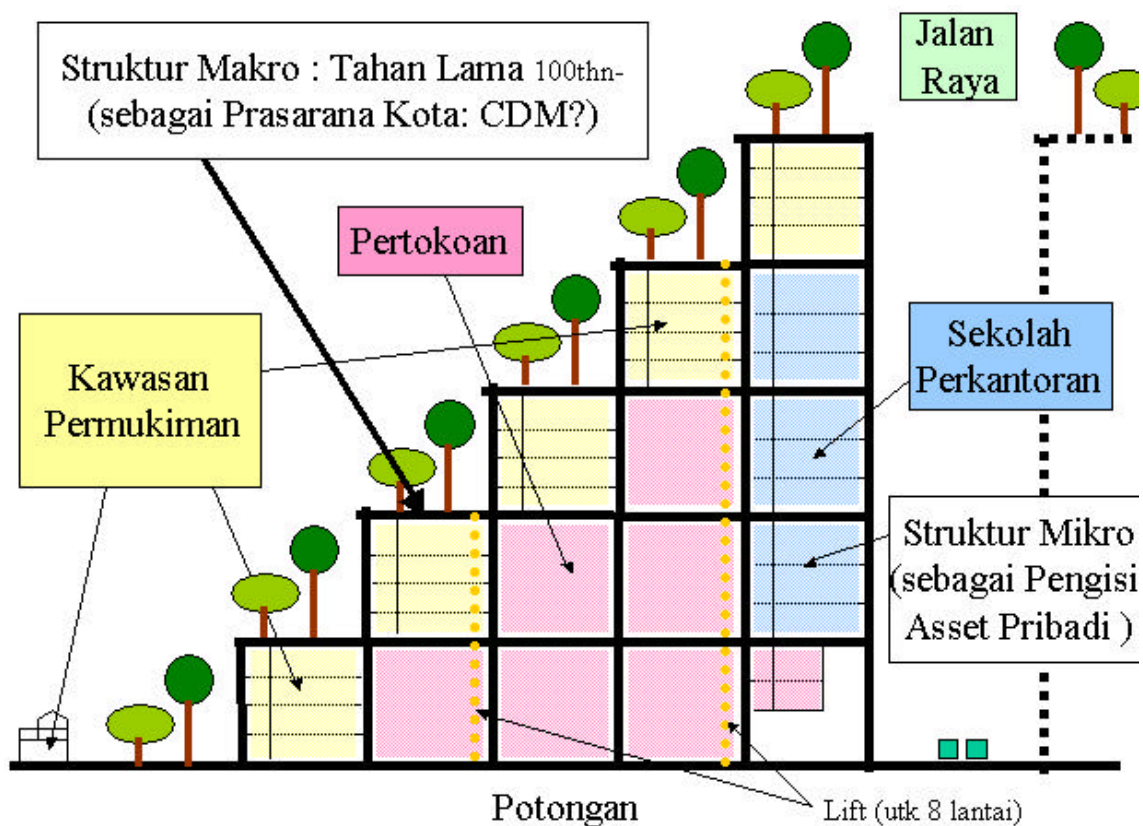 Struktur Makro : Tahan Lama 100thn-
(sebagai Prasarana Kota: CDM?)
Jalan
Raya
Pertokoan
Kawasan
Permukiman
Sekolah
Perkantoran
Struktur Mikro
(sebagai Pengisi
Asset Pribadi )
Potongan
Lift (utk 8 lantai)